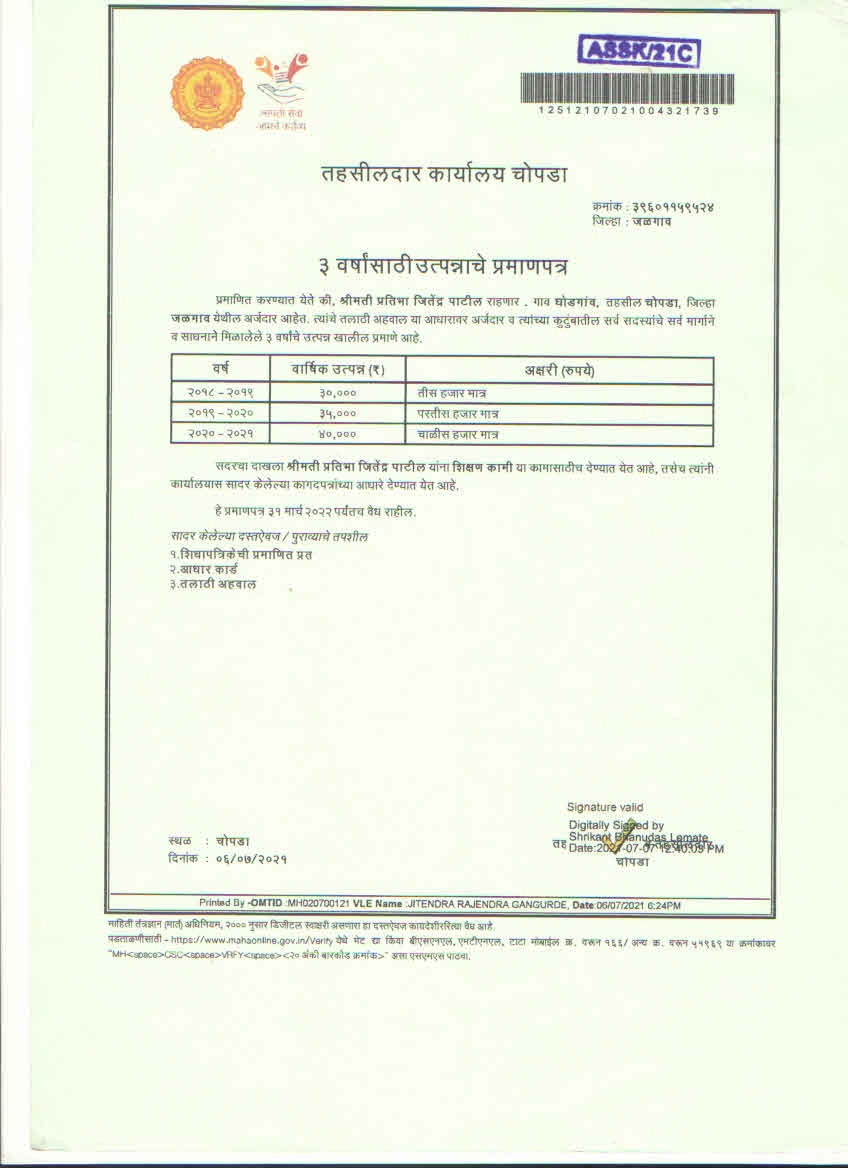 ASSK/21C
आपली सेवा
आमचे कर्तव्य
12512107021004321739
तहसीलदार कार्यालय चोपडा
क्रमांक : ३९६०११५९५२४
जिल्हा : जळगाव
३ वर्षांसाठी उत्पन्नाचे प्रमाणपत्र
प्रमाणित करण्यात येते की, श्रीमती प्रतिभा जितेंद्र पाटील राहणार . गाव घोडगांव, तहसील चोपडा, जिल्हा
जळगाव येथील अर्जदार आहेत. त्यांचे तलाठी अहवाल या आधारावर अर्जदार व त्यांच्या कुटुंबातील सर्व सदस्यांचे सर्व मार्गाने
व साधनाने मिळालेले ३ वर्षांचे उत्पन्न खालील प्रमाणे आहे.
वर्ष वार्षिक उत्पन्न (₹) अक्षरी (रुपये)
२०१८ – २०१९ ३०,००० तीस हजार मात्र
२०१९ – २०२० ३५,००० परतीस हजार मात्र
२०२० – २०२१ ४०,००० चाळीस हजार मात्र
सदरचा दाखला श्रीमती प्रतिभा जितेंद्र पाटील यांना शिक्षण कामी या कामासाठीच देण्यात येत आहे, तसेच त्यांनी
कार्यालयास सादर केलेल्या कागदपत्रांच्या आधारे देण्यात येत आहे.
हे प्रमाणपत्र ३१ मार्च २०२२ पर्यंतच वैध राहील.
सादर केलेल्या दस्तऐवज / पुराव्याचे तपशील
१.शिधापत्रिकेची प्रमाणित प्रत
२.आधार कार्ड
३.तलाठी अहवाल
Signature valid
Digitally Signed by
Shrikant Bhanudas Lemate
Date:2021-07-07 12:40:03 PM
चोपडा
स्थळ : चोपडा
दिनांक : ०६/०७/२०२१
Printed By -OMTID :MH020700121 VLE Name :JITENDRA RAJENDRA GANGURDE, Date:06/07/2021 6:24PM
माहिती तंत्रज्ञान (मातं) अधिनियम, २००० नुसार डिजीटल स्वाक्षरी असणारा हा दस्तऐवज कायदेशीररित्या वैध आहे.
पडताळणीसाठी – https://www.mahaonline.gov.in/Verify येथे भेट द्या किंवा बीएसएनएल, एमटीएनएल, टाटा मोबाईल क्र. वरून १६६/ अन्य क्र. वरून ५५९६९ या क्रमांकावर
"MH<space>CSC<space>VRFY<space><२० अंकी बारकोड क्रमांक>" असा एसएमएस पाठवा.